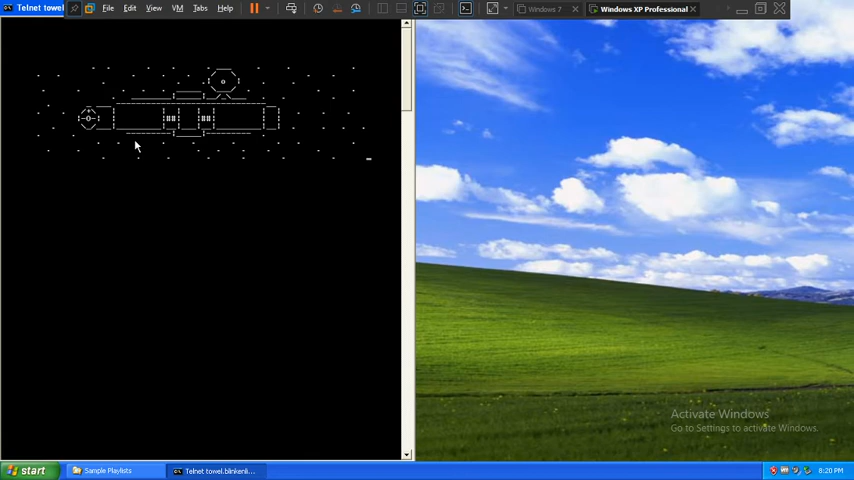 Telnet towel
File Edit View VM Tabs Help
Windows 7
Windows XP Professional
##
##
Activate Windows
Go to Settings to activate Windows.
start
Sample Playlists
Telnet towel.blinkenli...
8:20 PM